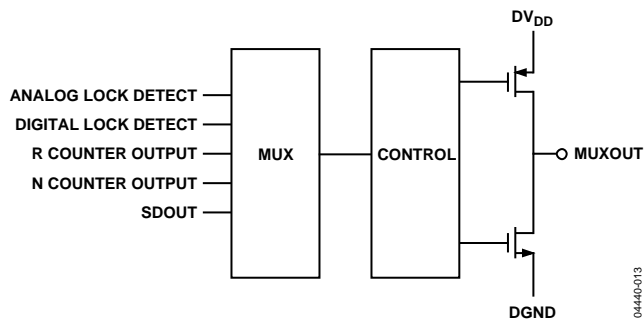 DVDD
ANALOG LOCK DETECT
DIGITAL LOCK DETECT
R COUNTER OUTPUT
N COUNTER OUTPUT
SDOUT
MUX
CONTROL
MUXOUT
DGND
04440-013